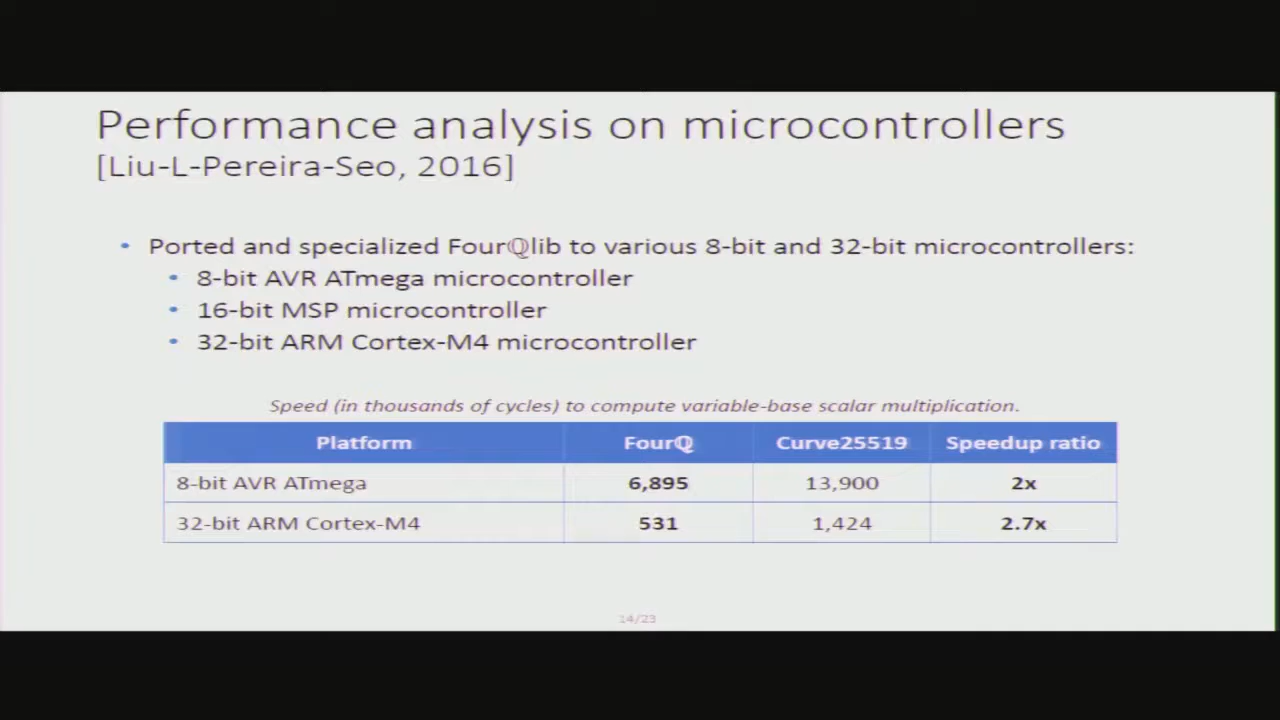 Performance analysis on microcontrollers
[Liu-L-Pereira-Seo, 2016]
• Ported and specialized Fourℚlib to various 8-bit and 32-bit microcontrollers:
• 8-bit AVR ATmega microcontroller
• 16-bit MSP microcontroller
• 32-bit ARM Cortex-M4 microcontroller
Speed (in thousands of cycles) to compute variable-base scalar multiplication.
Platform Fourℚ Curve25519 Speedup ratio
8-bit AVR ATmega 6,895 13,900 2x
32-bit ARM Cortex-M4 531 1,424 2.7x
14/23